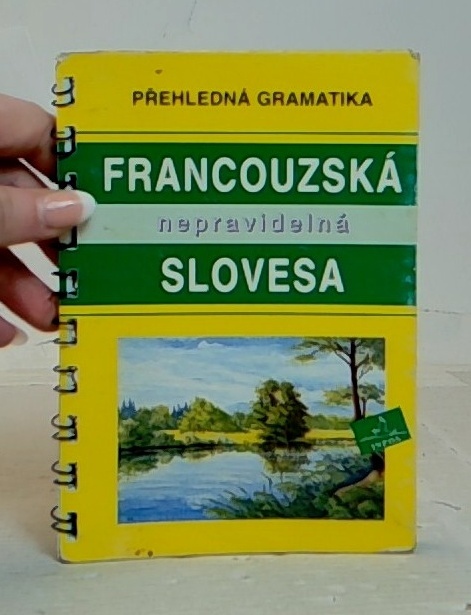 PŘEHLEDNÁ GRAMATIKA
FRANCOUZSKÁ
nepravidelná
SLOVESA